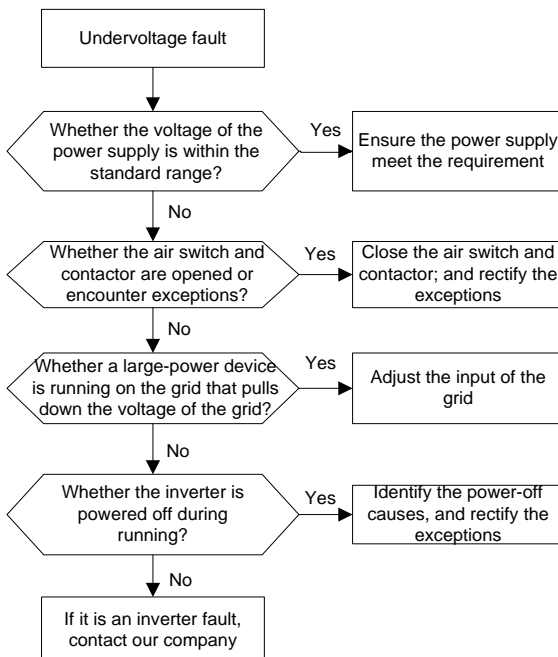 Undervoltage fault
Whether the voltage of the
power supply is within the
standard range?
Yes
Ensure the power supply
meet the requirement
No
Whether the air switch and
contactor are opened or
encounter exceptions?
Yes
Close the air switch and
contactor; and rectify the
exceptions
No
Whether a large-power device
is running on the grid that pulls
down the voltage of the grid?
Yes
Adjust the input of the
grid
No
Whether the inverter is
powered off during
running?
Yes
Identify the power-off
causes, and rectify the
exceptions
No
If it is an inverter fault,
contact our company